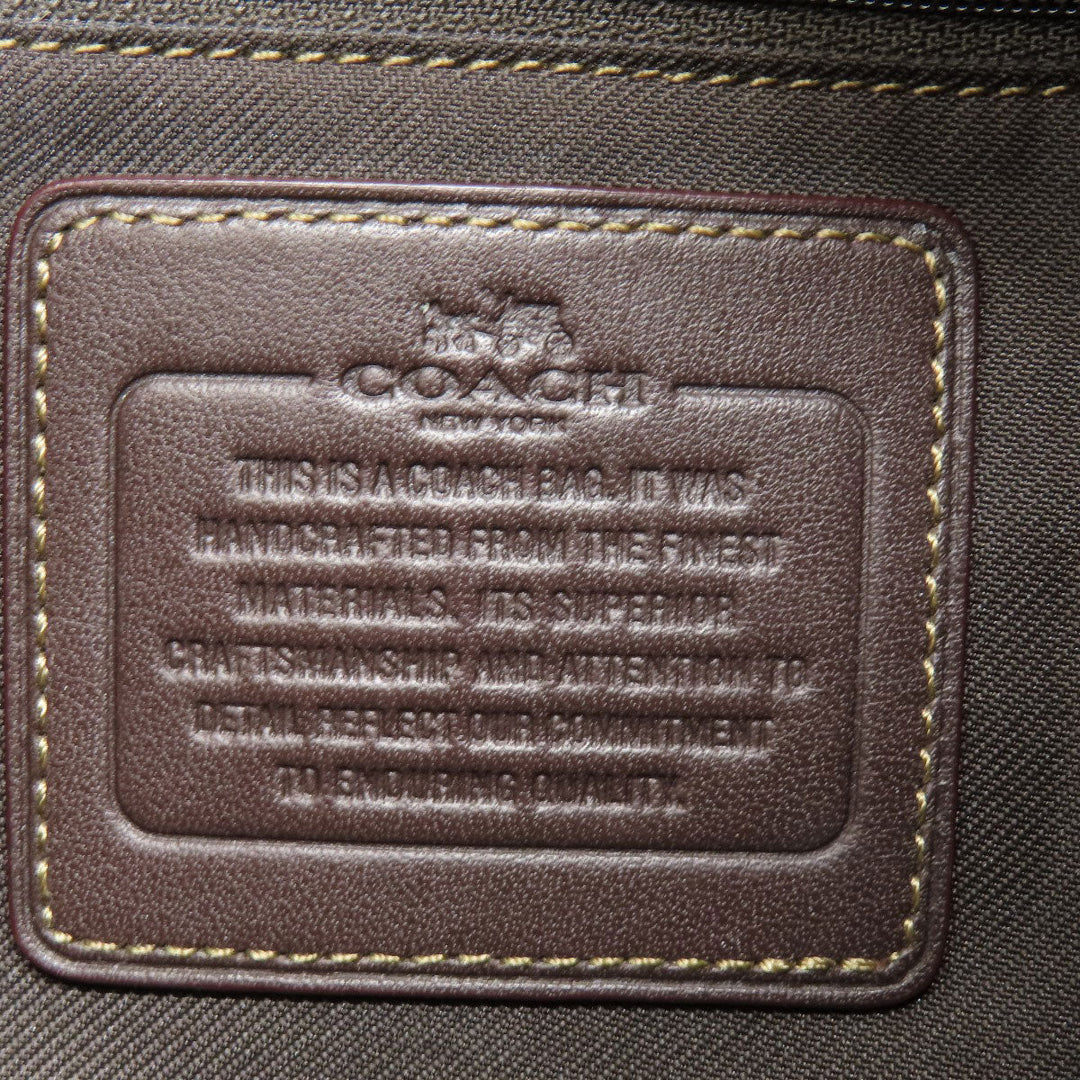 COACH
NEW YORK
THIS IS A COACH BAG. IT WAS
HANDCRAFTED FROM THE FINEST
MATERIALS. ITS SUPERIOR
CRAFTSMANSHIP AND ATTENTION TO
DETAIL REFLECT OUR COMMITMENT
TO ENDURING QUALITY.